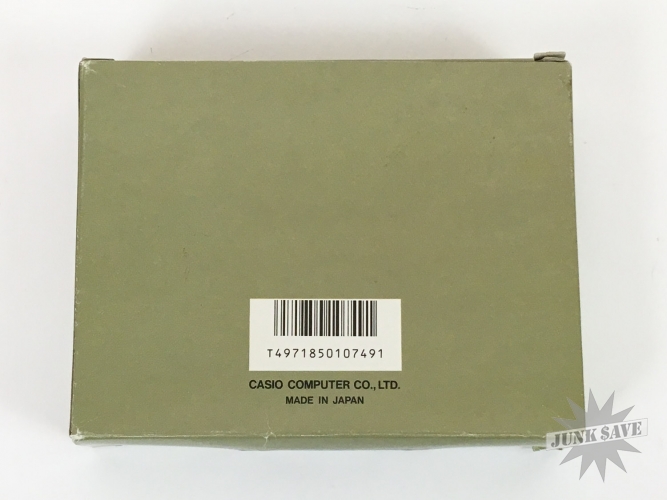 T4971850107491
CASIO COMPUTER CO., LTD.
MADE IN JAPAN
JUNK SAVE